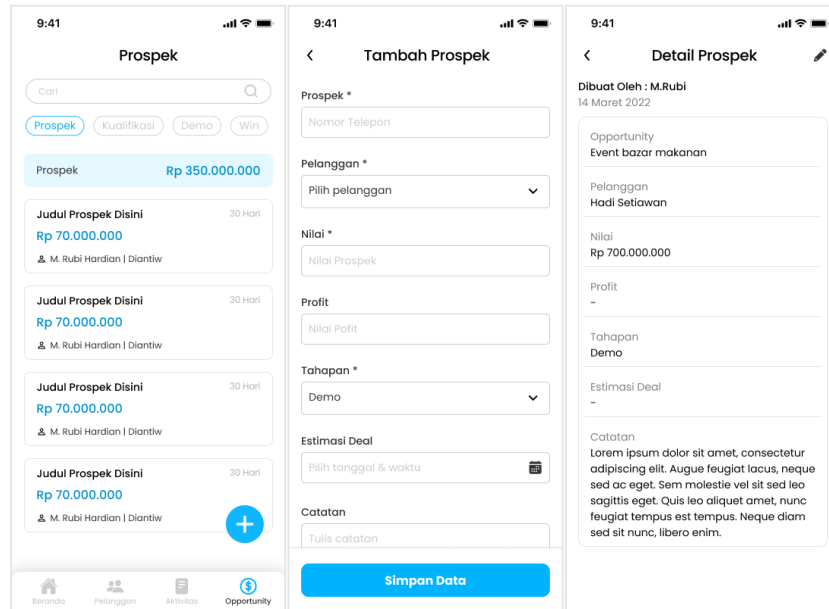 9:41
Prospek
Cari
Prospek Kualifikasi Demo Win
Prospek Rp 350.000.000
Judul Prospek Disini 30 Hari
Rp 70.000.000
M. Rubi Hardian | Diantiw
Judul Prospek Disini 30 Hari
Rp 70.000.000
M. Rubi Hardian | Diantiw
Judul Prospek Disini 30 Hari
Rp 70.000.000
M. Rubi Hardian | Diantiw
Judul Prospek Disini 30 Hari
Rp 70.000.000
M. Rubi Hardian | Diantiw
Beranda Pelanggan Aktivitas Opportunity
9:41
Tambah Prospek
Prospek *
Nomor Telepon
Pelanggan *
Pilih pelanggan
Nilai *
Nilai Prospek
Profit
Nilai Pofit
Tahapan *
Demo
Estimasi Deal
Pilih tanggal & waktu
Catatan
Tulis catatan
Simpan Data
9:41
Detail Prospek
Dibuat Oleh : M.Rubi
14 Maret 2022
Opportunity
Event bazar makanan
Pelanggan
Hadi Setiawan
Nilai
Rp 700.000.000
Profit
-
Tahapan
Demo
Estimasi Deal
-
Catatan
Lorem ipsum dolor sit amet, consectetur
adipiscing elit. Augue feugiat lacus, neque
sed ac eget. Sem molestie vel sit sed leo
sagittis eget. Quis leo aliquet amet, nunc
feugiat tempus est tempus. Neque diam
sed sit nunc, libero enim.